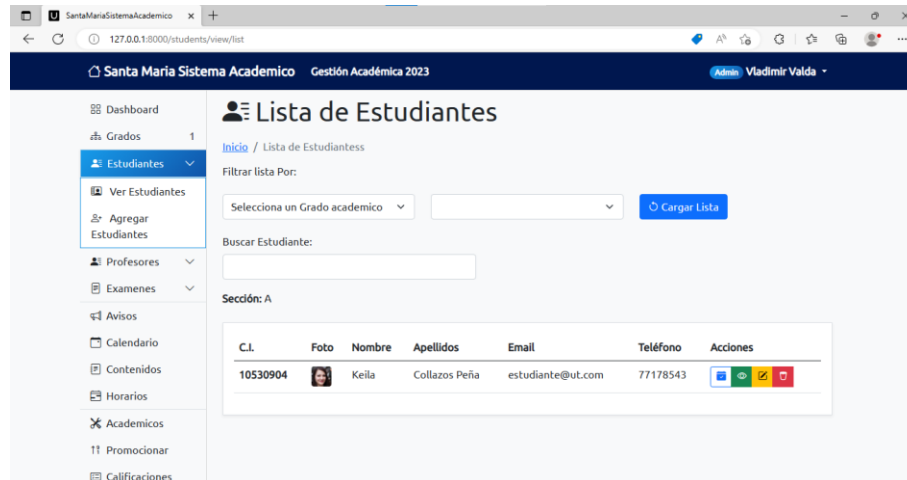 SantaMariaSistemaAcademico
127.0.0.1:8000/students/view/list
Santa Maria Sistema Academico Gestión Académica 2023 Admin Vladimir Valda
Dashboard
Grados 1
Estudiantes
Ver Estudiantes
Agregar
Estudiantes
Profesores
Examenes
Avisos
Calendario
Contenidos
Horarios
Academicos
Promocionar
Calificaciones
Lista de Estudiantes
Inicio / Lista de Estudiantess
Filtrar lista Por:
Selecciona un Grado academico Cargar Lista
Buscar Estudiante:
Sección: A
C.I. Foto Nombre Apellidos Email Teléfono Acciones
10530904 Keila Collazos Peña estudiante@ut.com 77178543